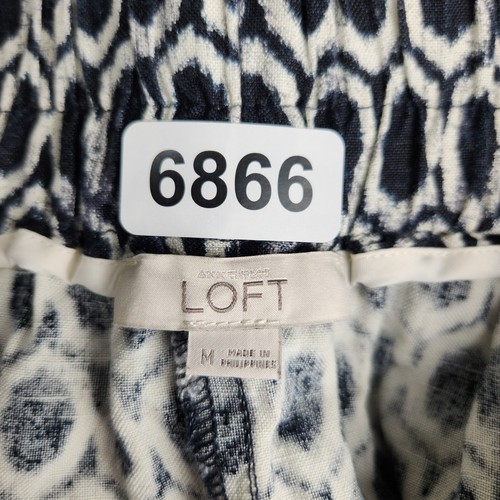 6866
ANN TAYLOR
LOFT
M
MADE IN
PHILIPPINES